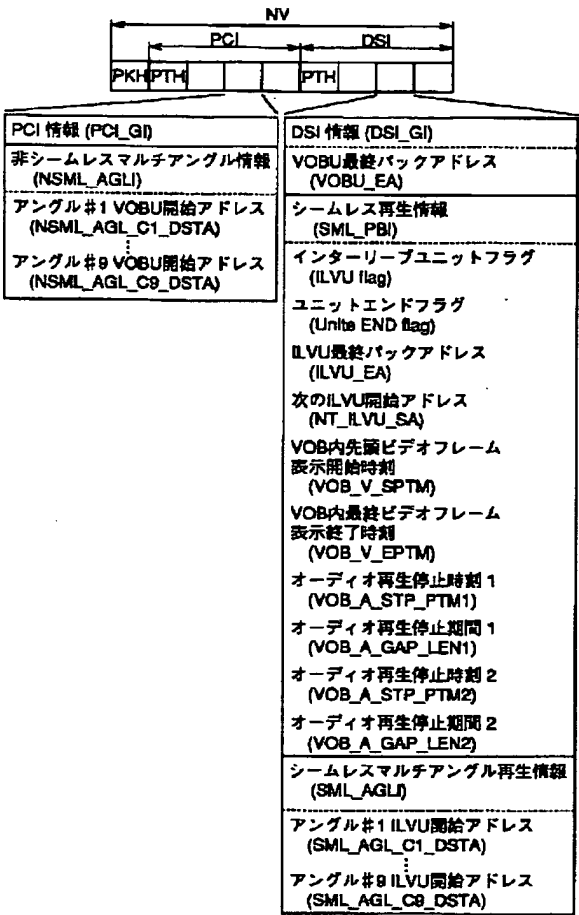 NV
PCI
DSI
PKH PTH PTH
PCI 情報 (PCI_GI)
非シームレスマルチアングル情報
(NSML_AGLI)
アングル#1 VOBU開始アドレス
(NSML_AGL_C1_DSTA)
アングル#9 VOBU開始アドレス
(NSML_AGL_C9_DSTA)
DSI 情報 (DSI_GI)
VOBU最終パックアドレス
(VOBU_EA)
シームレス再生情報
(SML_PBI)
インターリーブユニットフラグ
(ILVU flag)
ユニットエンドフラグ
(Unite END flag)
ILVU最終パックアドレス
(ILVU_EA)
次のILVU開始アドレス
(NT_ILVU_SA)
VOB内先頭ビデオフレーム
表示開始時刻
(VOB_V_SPTM)
VOB内最終ビデオフレーム
表示終了時刻
(VOB_V_EPTM)
オーディオ再生停止時刻 1
(VOB_A_STP_PTM1)
オーディオ再生停止期間 1
(VOB_A_GAP_LEN1)
オーディオ再生停止時刻 2
(VOB_A_STP_PTM2)
オーディオ再生停止期間 2
(VOB_A_GAP_LEN2)
シームレスマルチアングル再生情報
(SML_AGLI)
アングル#1 ILVU開始アドレス
(SML_AGL_C1_DSTA)
アングル#9 ILVU開始アドレス
(SML_AGL_C9_DSTA)